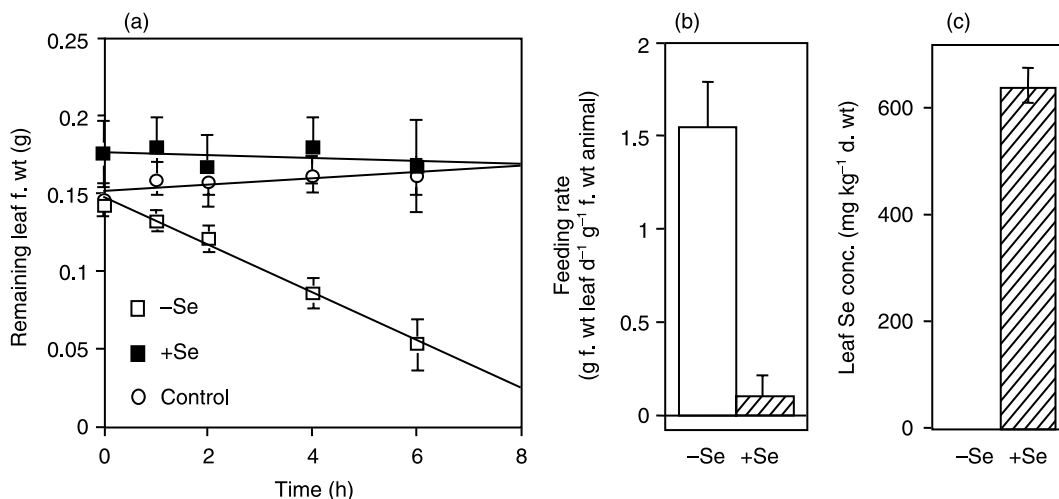 (a)
Remaining leaf f. wt (g)
0.25
0.2
0.15
0.1
0.05
0
–Se
+Se
Control
0 2 4 6 8
Time (h)
(b)
Feeding rate
(g f. wt leaf d⁻¹ g⁻¹ f. wt animal)
2
1.5
1
0.5
0
–Se +Se
(c)
Leaf Se conc. (mg kg⁻¹ d. wt)
600
400
200
0
–Se +Se